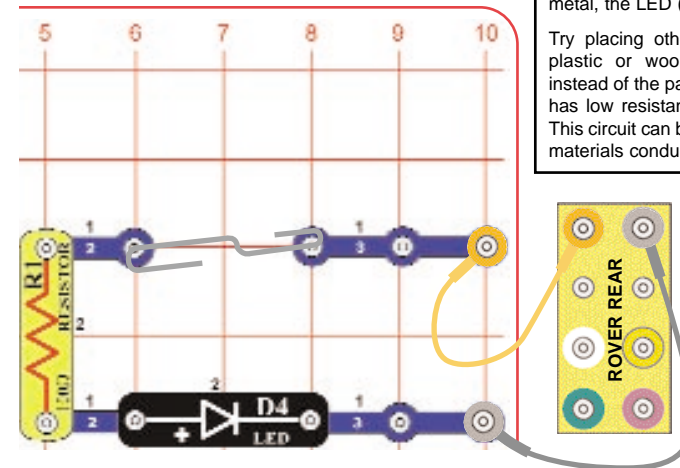 metal, the LED (
Try placing oth
plastic or woo
instead of the pa
has low resistan
This circuit can b
materials condu
5 6 7 8 9 10
1 1
2 3
R1
RESISTOR
2
2
1 D4 1
2 + LED 3
ROVER REAR